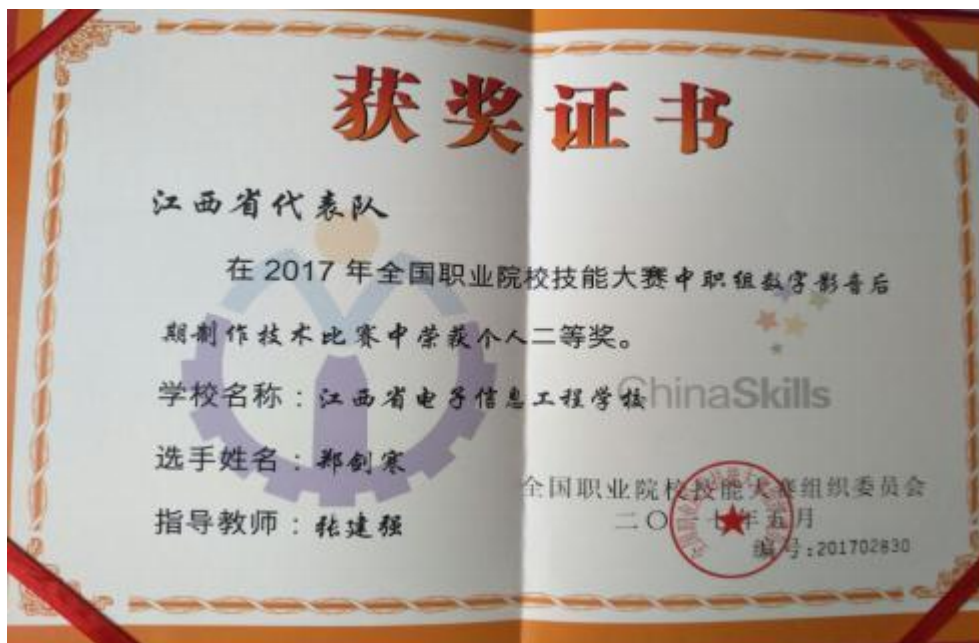 获奖证书
江西省代表队
在 2017 年全国职业院校技能大赛中职组数字影音后
期制作技术比赛中荣获个人二等奖。
学校名称：江西省电子信息工程学校
ChinaSkills
选手姓名：郑剑寒
全国职业院校技能大赛组织委员会
指导教师：张建强
二〇一七年五月
编号:201702830